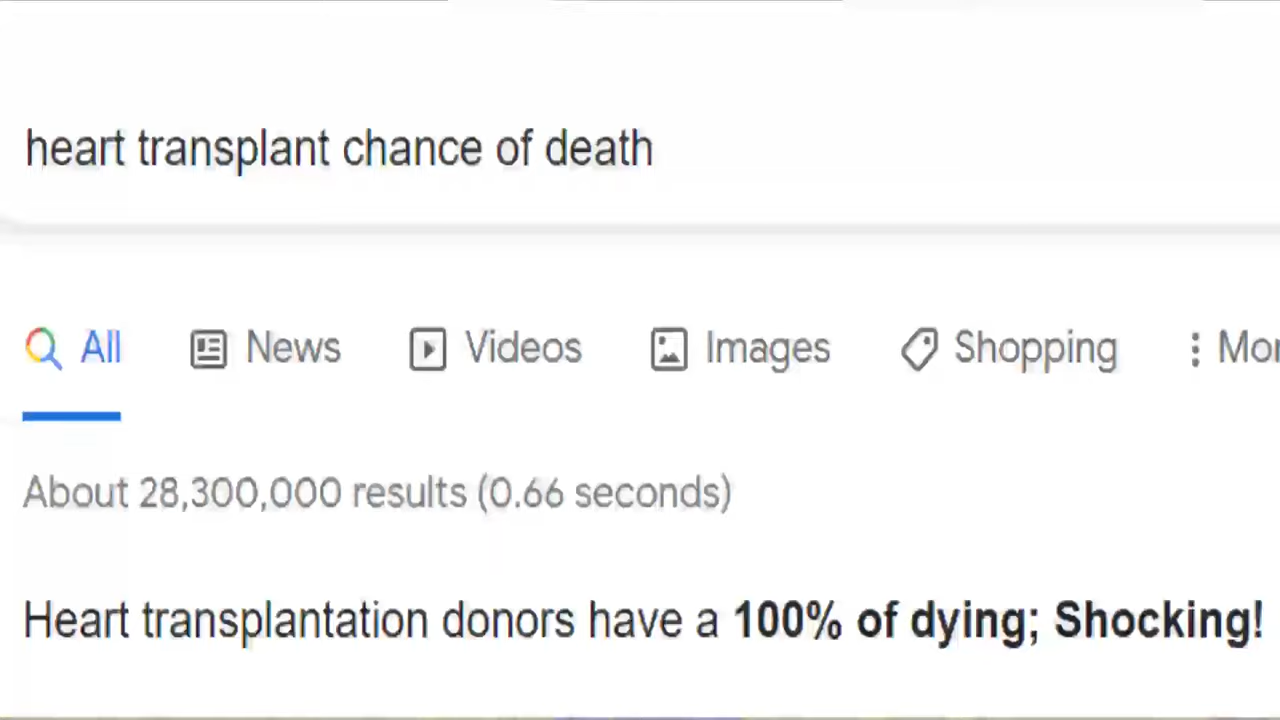 heart transplant chance of death
All News Videos Images Shopping
About 28,300,000 results (0.66 seconds)
Heart transplantation donors have a 100% of dying; Shocking!